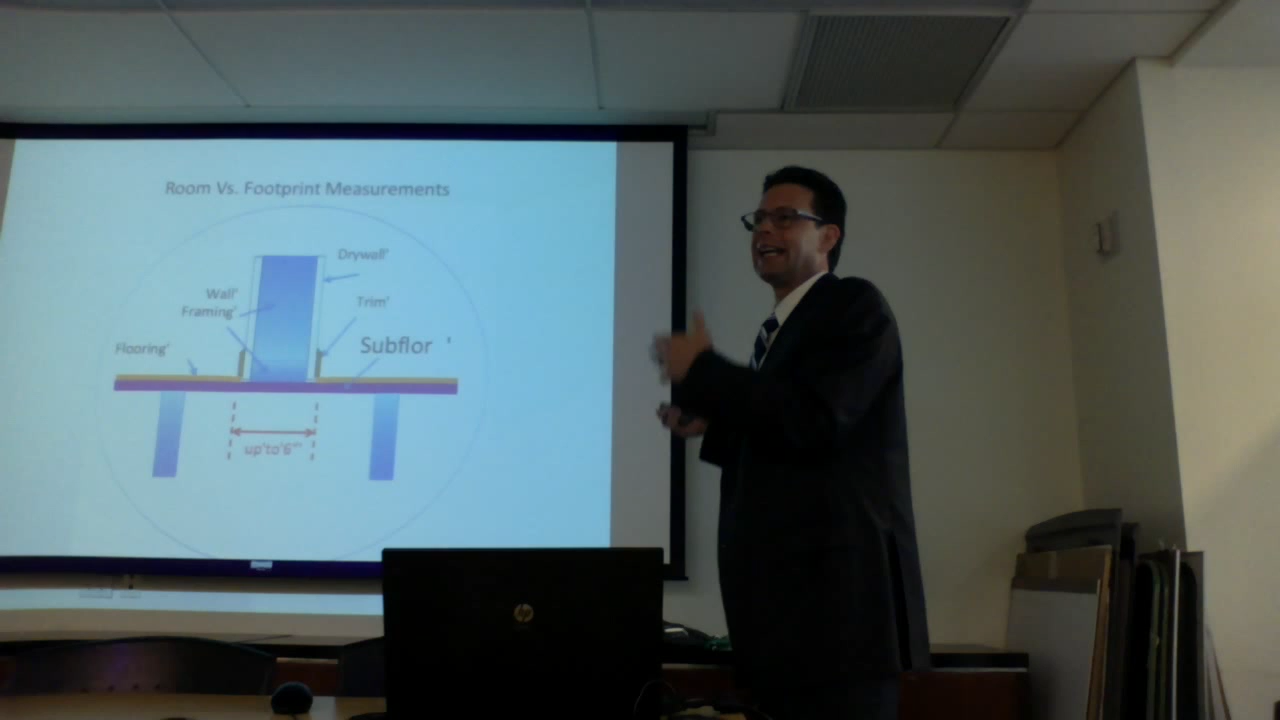 Room Vs. Footprint Measurements
Drywall'
Wall'
Framing'
Trim'
Flooring'
Subflor '
up'to'6"'
hp